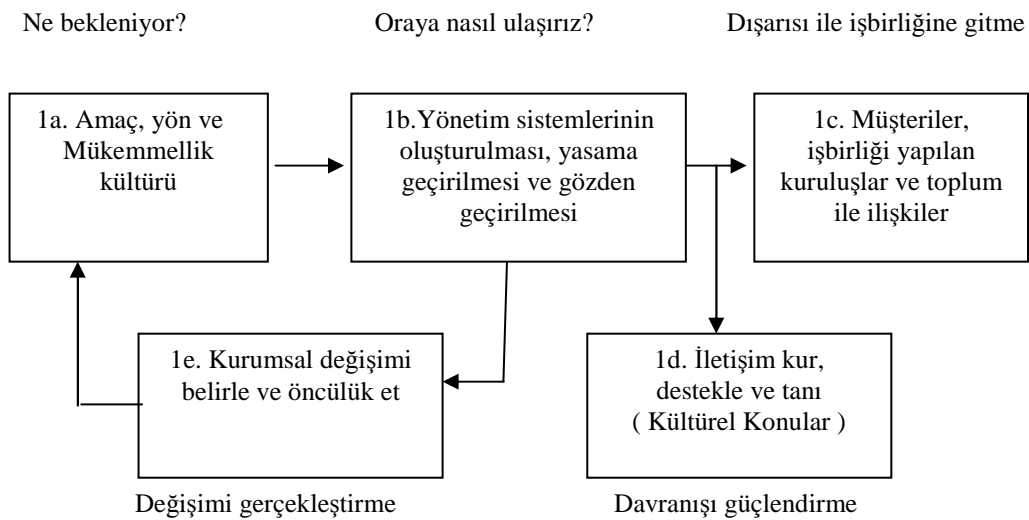 Ne bekleniyor?
Oraya nasıl ulaşırız?
Dışarısı ile işbirliğine gitme
1a. Amaç, yön ve
Mükemmellik
kültürü
1b.Yönetim sistemlerinin
oluşturulması, yasama
geçirilmesi ve gözden
geçirilmesi
1c. Müşteriler,
işbirliği yapılan
kuruluşlar ve toplum
ile ilişkiler
1e. Kurumsal değişimi
belirle ve öncülük et
1d. İletişim kur,
destekle ve tanı
( Kültürel Konular )
Değişimi gerçekleştirme
Davranışı güçlendirme